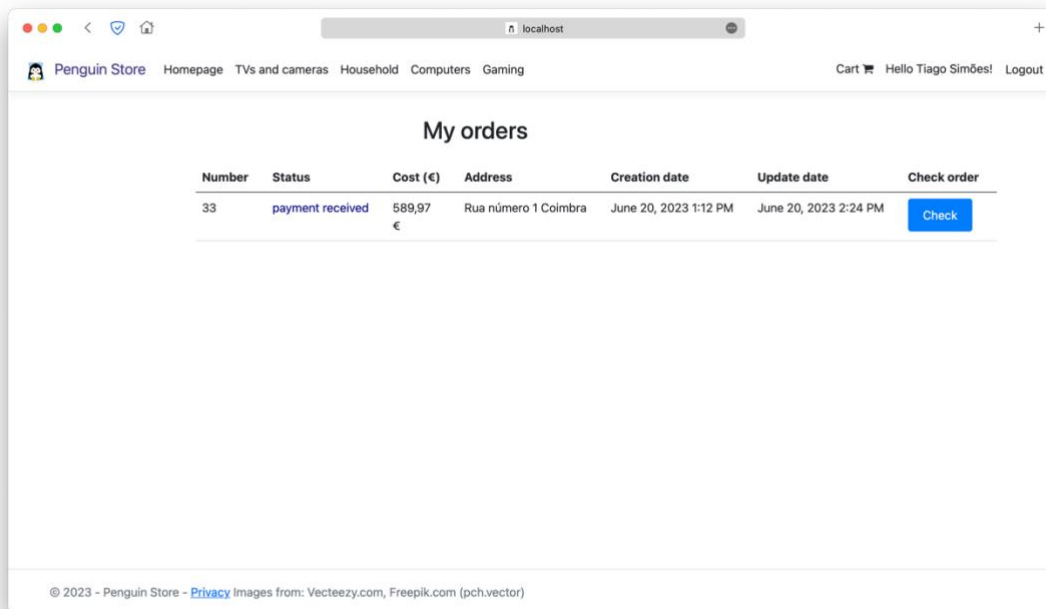 localhost
Penguin Store Homepage TVs and cameras Household Computers Gaming Cart Hello Tiago Simões! Logout
My orders
Number Status Cost (€) Address Creation date Update date Check order
33 payment received 589,97 Rua número 1 Coimbra June 20, 2023 1:12 PM June 20, 2023 2:24 PM Check
€
© 2023 - Penguin Store - Privacy Images from: Vecteezy.com, Freepik.com (pch.vector)